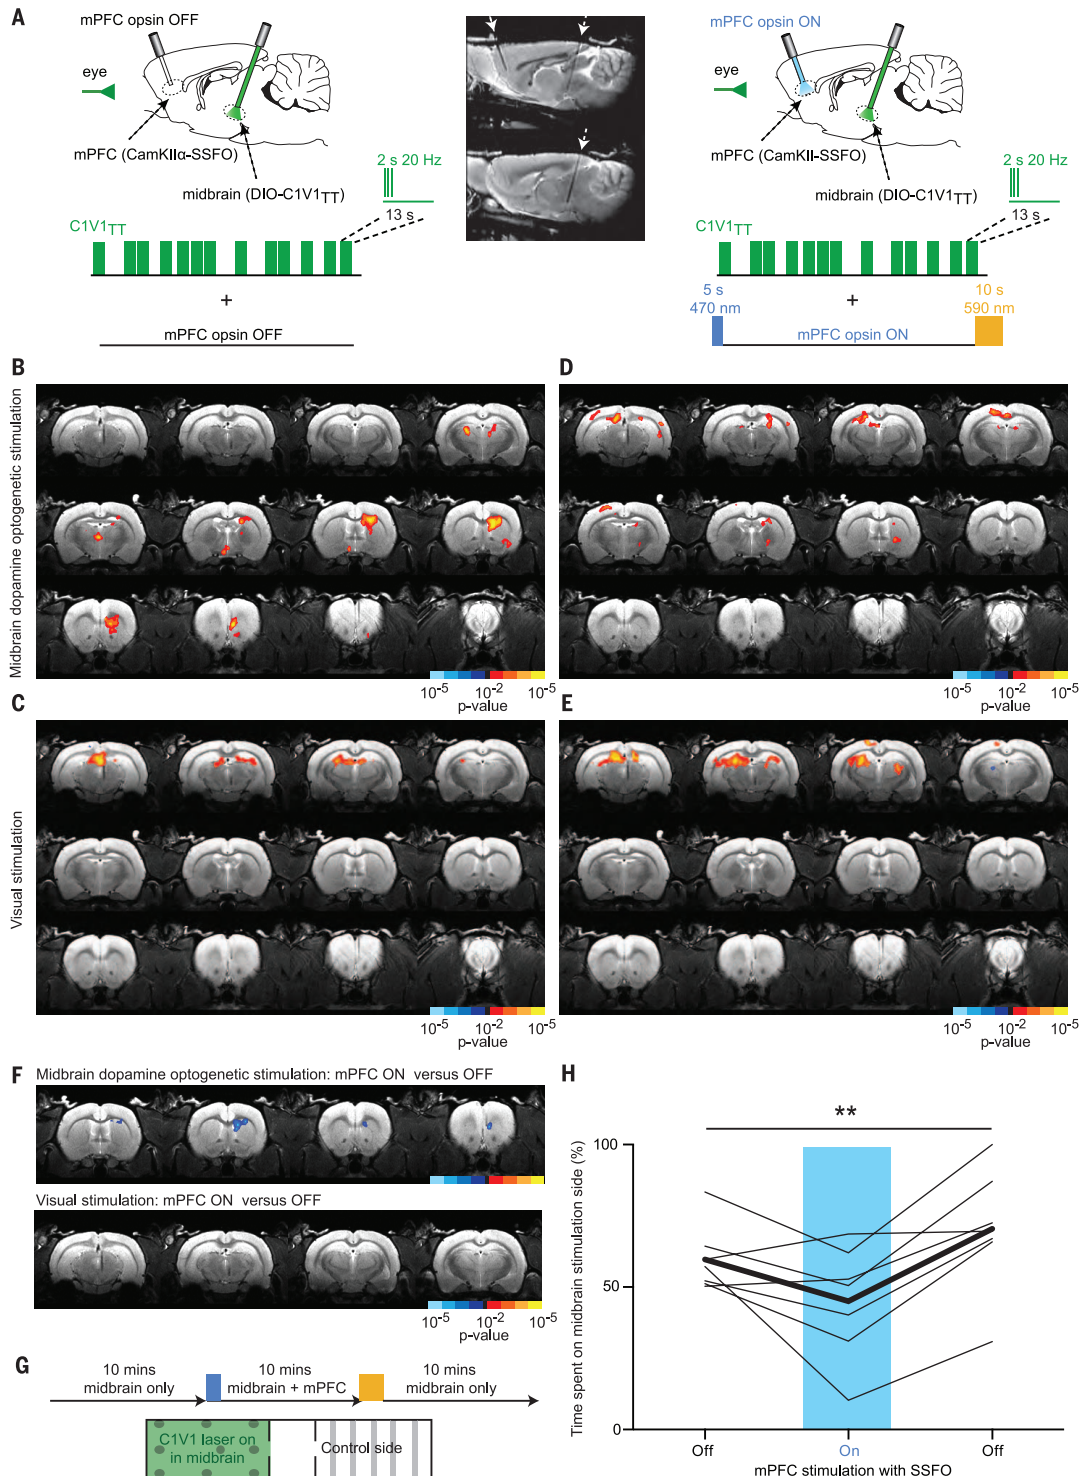 A
mPFC opsin OFF
eye
mPFC (CamKIIα-SSFO)
midbrain (DIO-C1V1TT)
2 s 20 Hz
13 s
C1V1TT
+
mPFC opsin OFF
mPFC opsin ON
eye
mPFC (CamKII-SSFO)
midbrain (DIO-C1V1TT)
2 s 20 Hz
13 s
C1V1TT
5 s
470 nm
+
10 s
590 nm
mPFC opsin ON
B
D
Midbrain dopamine optogenetic stimulation
10-5 10-2 10-5
p-value
10-5 10-2 10-5
p-value
C
E
Visual stimulation
10-5 10-2 10-5
p-value
10-5 10-2 10-5
p-value
F
Midbrain dopamine optogenetic stimulation: mPFC ON versus OFF
10-5 10-2 10-5
Visual stimulation: mPFC ON versus OFF
10-5 10-2 10-5
p-value
G
10 mins
midbrain only
10 mins
midbrain + mPFC
10 mins
midbrain only
C1V1 laser on
in midbrain
Control side
H
**
Time spent on midbrain stimulation side (%)
100
50
0
Off
On
Off
mPFC stimulation with SSFO